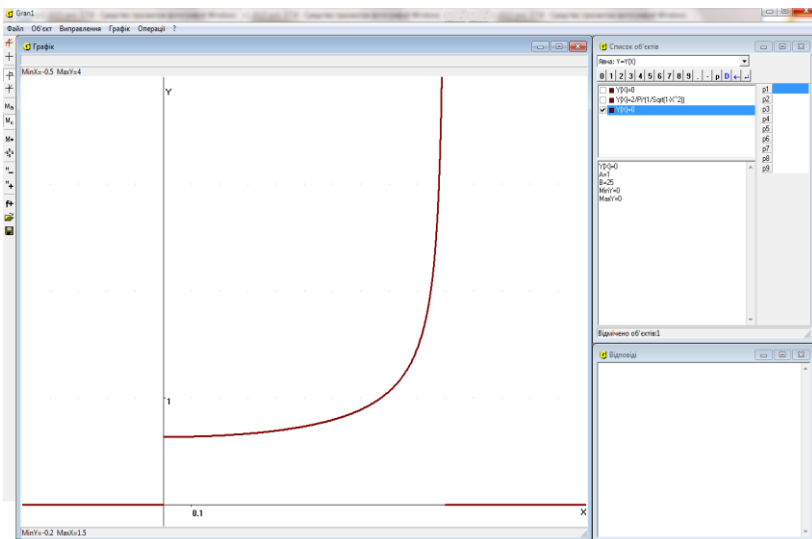 Gran1
Файл Об'єкт Виправлення Графік Операції ?
Графік
MinX=-0.5 MaxY=4
Y
1
0.1
X
MinY=-0.2 MaxX=1.5
Список об'єктів
Явна: Y=Y(X)
0 1 2 3 4 5 6 7 8 9 . - p D ← ↵
Y(X)=0
Y(X)=2/Pi*(1/Sqrt(1-X^2))
Y(X)=0
p1
p2
p3
p4
p5
p6
p7
p8
p9
Y(X)=0
A=1
B=25
MinY=0
MaxY=0
Відмічено об'єктів:1
Відповіді